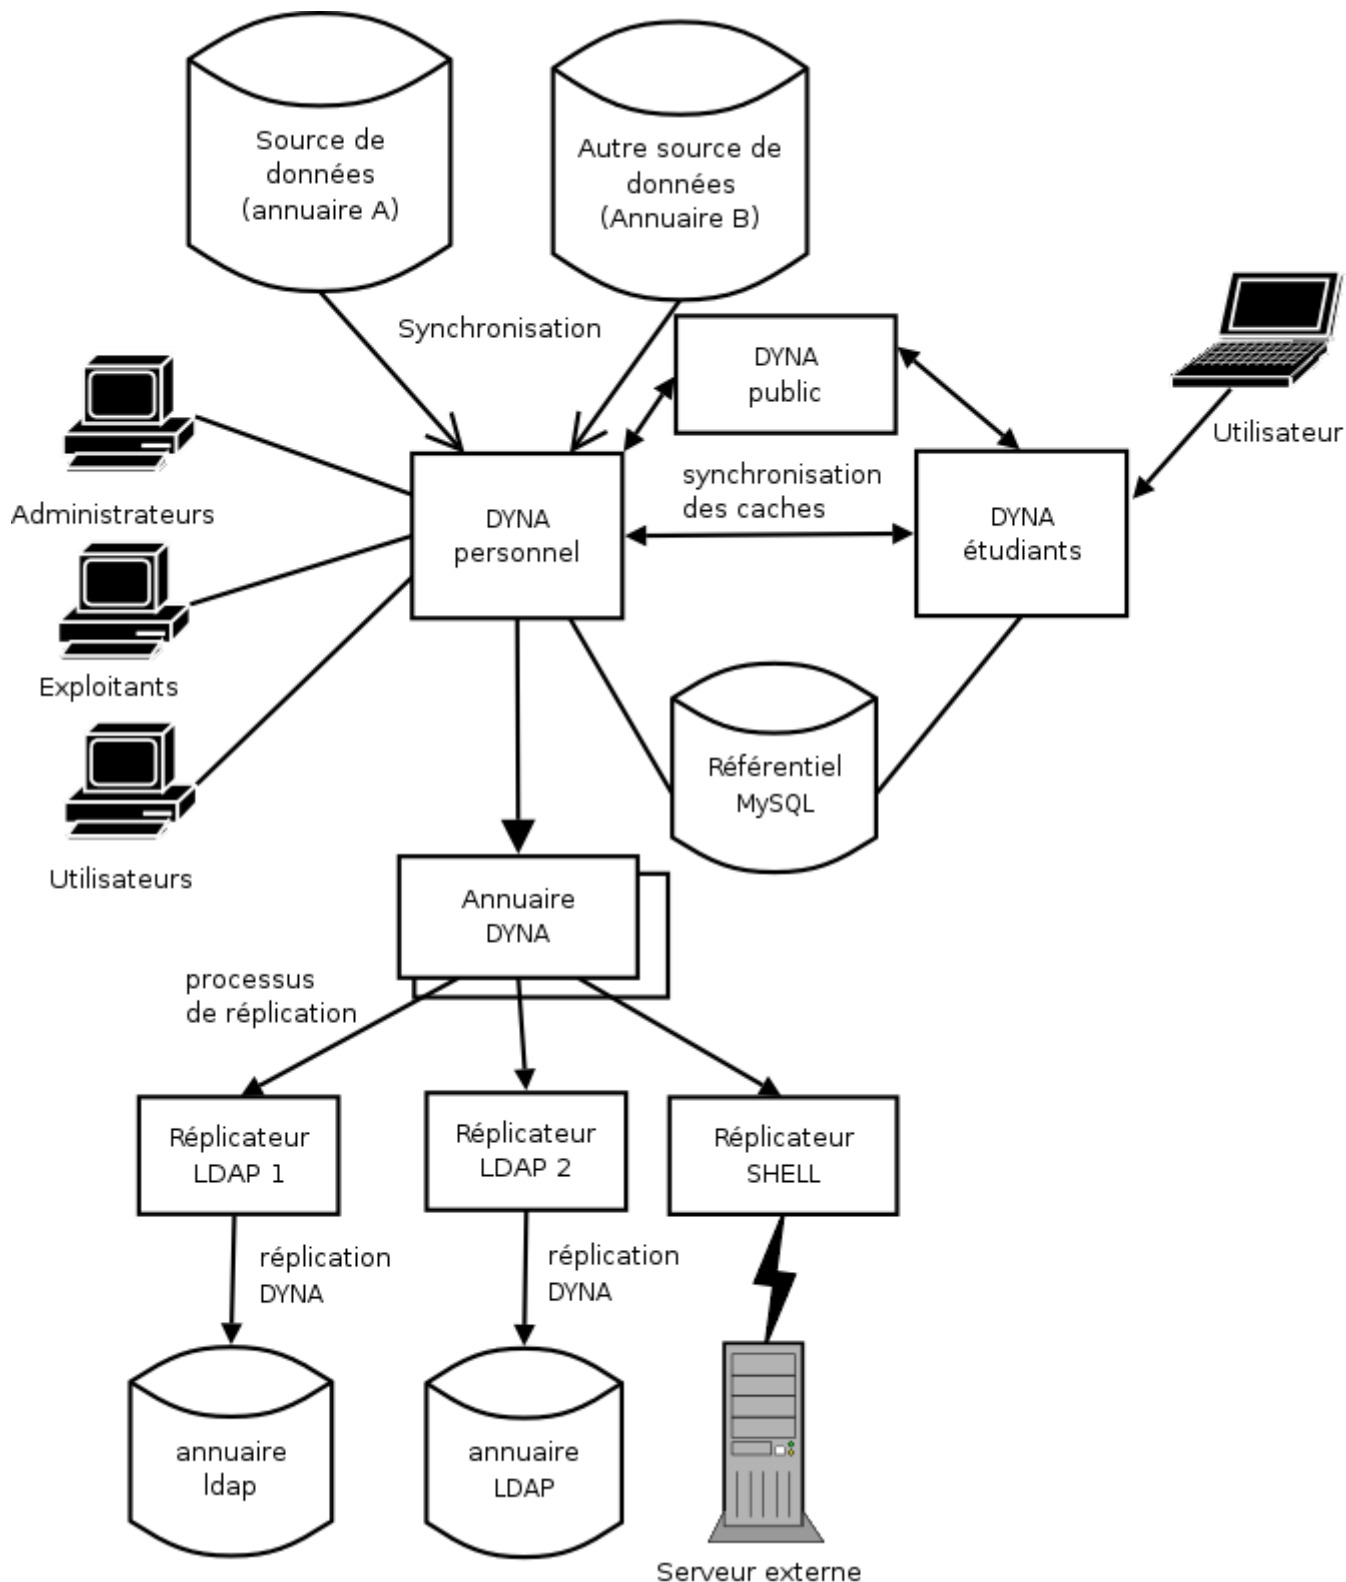 Source de
données
(annuaire A)
Autre source de
données
(Annuaire B)
Synchronisation
DYNA
public
Utilisateur
Administrateurs
DYNA
personnel
synchronisation
des caches
DYNA
étudiants
Exploitants
Utilisateurs
Référentiel
MySQL
Annuaire
DYNA
processus
de réplication
Réplicateur
LDAP 1
Réplicateur
LDAP 2
Réplicateur
SHELL
réplication
DYNA
réplication
DYNA
annuaire
ldap
annuaire
LDAP
Serveur externe